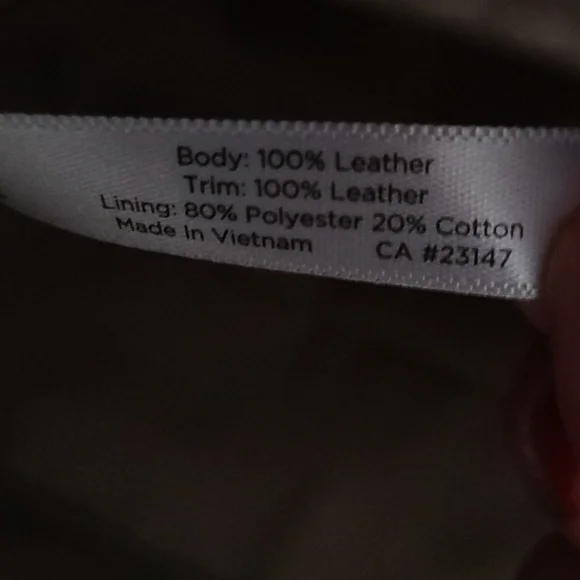 Body: 100% Leather
Trim: 100% Leather
Lining: 80% Polyester 20% Cotton
Made In Vietnam CA #23147